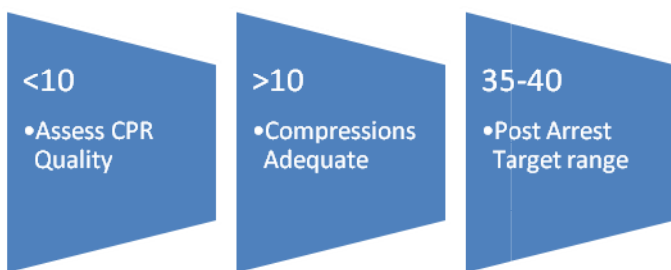 <10
•Assess CPR
Quality
>10
•Compressions
Adequate
35-40
•Post Arrest
Target range